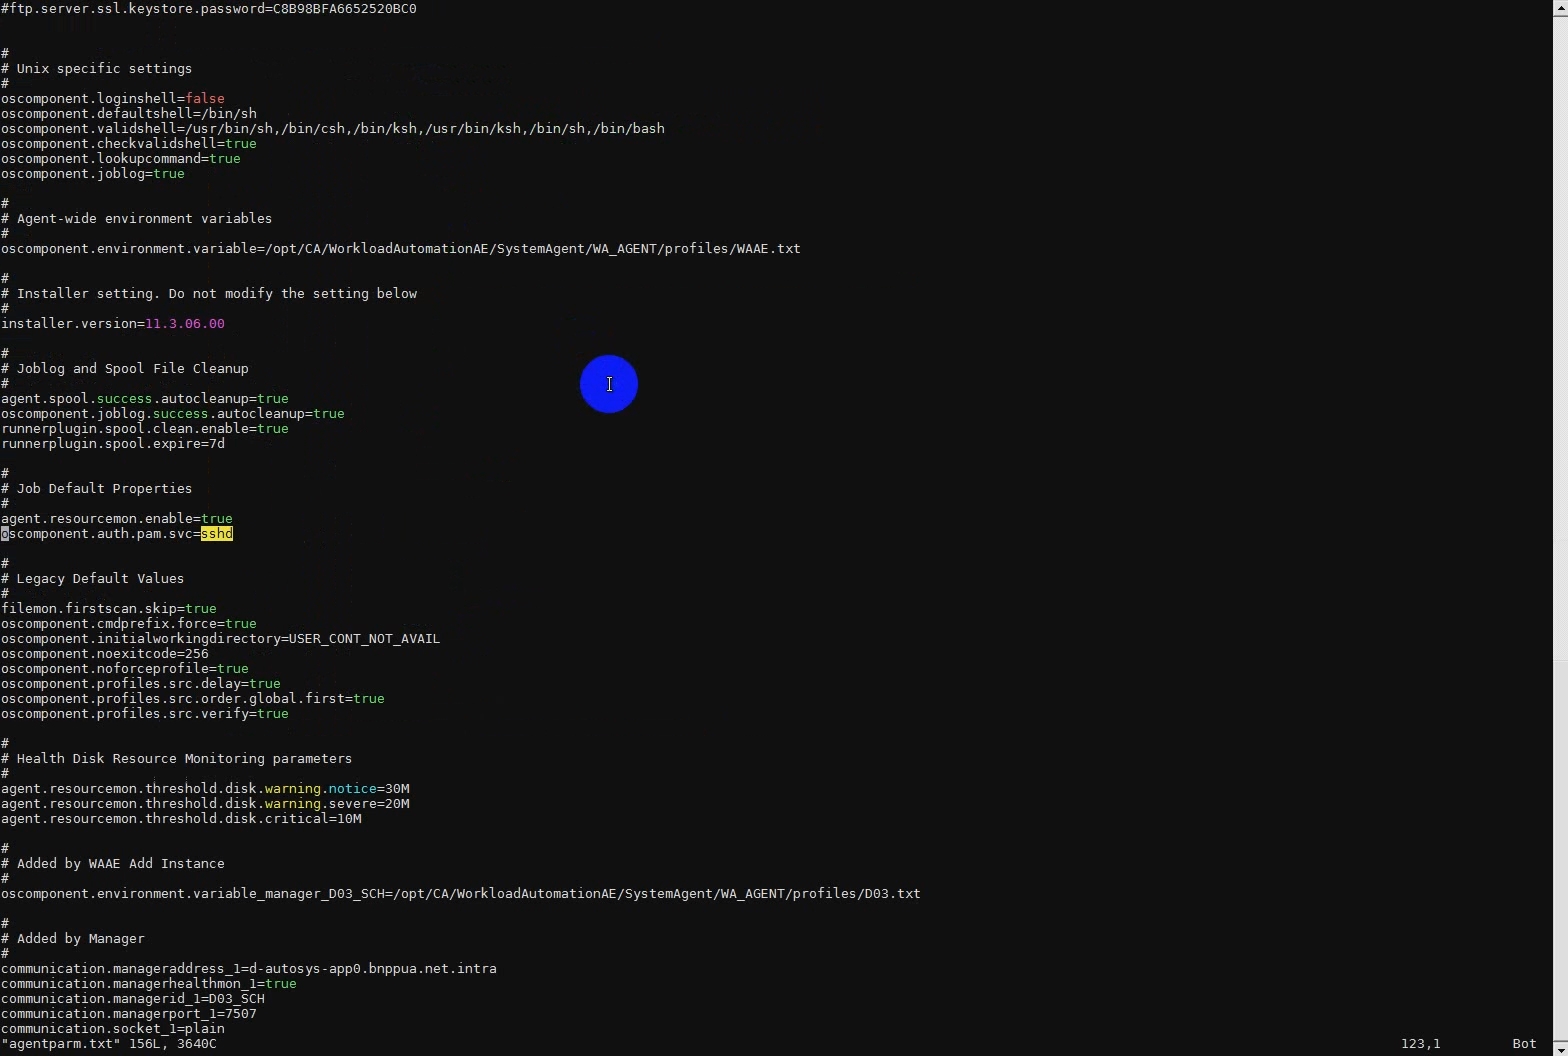 #ftp.server.ssl.keystore.password=C8B98BFA6652520BC0
#
# Unix specific settings
#
oscomponent.loginshell=false
oscomponent.defaultshell=/bin/sh
oscomponent.validshell=/usr/bin/sh,/bin/csh,/bin/ksh,/usr/bin/ksh,/bin/sh,/bin/bash
oscomponent.checkvalidshell=true
oscomponent.lookupcommand=true
oscomponent.joblog=true
#
# Agent-wide environment variables
#
oscomponent.environment.variable=/opt/CA/WorkloadAutomationAE/SystemAgent/WA_AGENT/profiles/WAAE.txt
#
# Installer setting. Do not modify the setting below
#
installer.version=11.3.06.00
#
# Joblog and Spool File Cleanup
#
agent.spool.success.autocleanup=true
oscomponent.joblog.success.autocleanup=true
runnerplugin.spool.clean.enable=true
runnerplugin.spool.expire=7d
#
# Job Default Properties
#
agent.resourcemon.enable=true
oscomponent.auth.pam.svc=sshd
#
# Legacy Default Values
#
filemon.firstscan.skip=true
oscomponent.cmdprefix.force=true
oscomponent.initialworkingdirectory=USER_CONT_NOT_AVAIL
oscomponent.noexitcode=256
oscomponent.noforceprofile=true
oscomponent.profiles.src.delay=true
oscomponent.profiles.src.order.global.first=true
oscomponent.profiles.src.verify=true
#
# Health Disk Resource Monitoring parameters
#
agent.resourcemon.threshold.disk.warning.notice=30M
agent.resourcemon.threshold.disk.warning.severe=20M
agent.resourcemon.threshold.disk.critical=10M
#
# Added by WAAE Add Instance
#
oscomponent.environment.variable_manager_D03_SCH=/opt/CA/WorkloadAutomationAE/SystemAgent/WA_AGENT/profiles/D03.txt
#
# Added by Manager
#
communication.manageraddress_1=d-autosys-app0.bnppua.net.intra
communication.managerhealthmon_1=true
communication.managerid_1=D03_SCH
communication.managerport_1=7507
communication.socket_1=plain
"agentparm.txt" 156L, 3640C 123,1 Bot